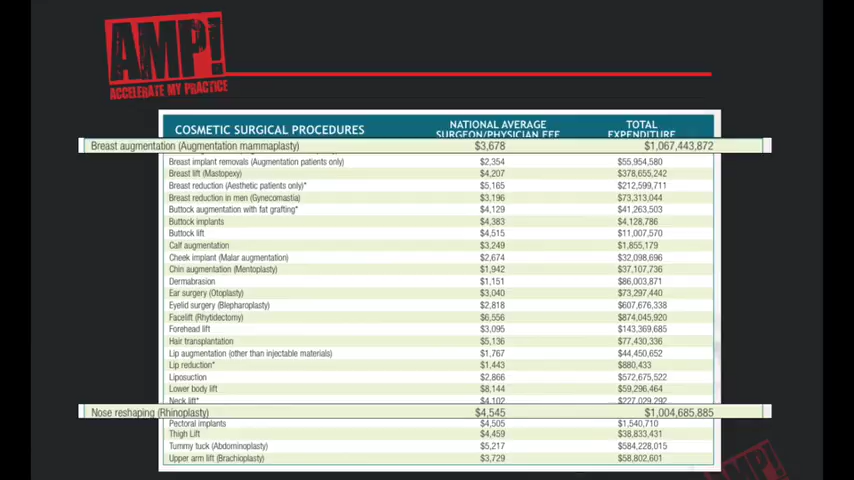 AMP!
ACCELERATE MY PRACTICE
COSMETIC SURGICAL PROCEDURES NATIONAL AVERAGE SURGEON/PHYSICIAN FEE TOTAL EXPENDITURE
Breast augmentation (Augmentation mammaplasty) $3,678 $1,067,443,872
Breast implant removals (Augmentation patients only) $2,354 $55,954,580
Breast lift (Mastopexy) $4,207 $378,655,242
Breast reduction (Aesthetic patients only)* $5,165 $212,599,711
Breast reduction in men (Gynecomastia) $3,196 $73,313,044
Buttock augmentation with fat grafting* $4,129 $41,263,503
Buttock implants $4,383 $4,128,786
Buttock lift $4,515 $11,007,570
Calf augmentation $3,249 $1,855,179
Cheek implant (Malar augmentation) $2,674 $32,098,696
Chin augmentation (Mentoplasty) $1,942 $37,107,736
Dermabrasion $1,151 $86,003,871
Ear surgery (Otoplasty) $3,040 $73,297,440
Eyelid surgery (Blepharoplasty) $2,818 $607,676,338
Facelift (Rhytidectomy) $6,556 $874,045,920
Forehead lift $3,095 $143,369,685
Hair transplantation $5,136 $77,430,336
Lip augmentation (other than injectable materials) $1,767 $44,450,652
Lip reduction* $1,443 $880,433
Liposuction $2,866 $572,675,522
Lower body lift $8,144 $59,296,464
Neck lift* $4,102 $227,029,292
Nose reshaping (Rhinoplasty) $4,545 $1,004,685,885
Pectoral implants $4,505 $1,540,710
Thigh Lift $4,459 $38,833,431
Tummy tuck (Abdominoplasty) $5,217 $584,228,015
Upper arm lift (Brachioplasty) $3,729 $58,802,601
AMP!